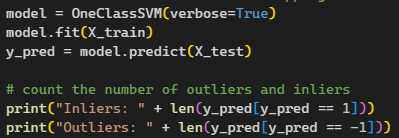 model = OneClassSVM(verbose=True)
model.fit(X_train)
y_pred = model.predict(X_test)
# count the number of outliers and inliers
print("Inliers: " + len(y_pred[y_pred == 1]))
print("Outliers: " + len(y_pred[y_pred == -1]))